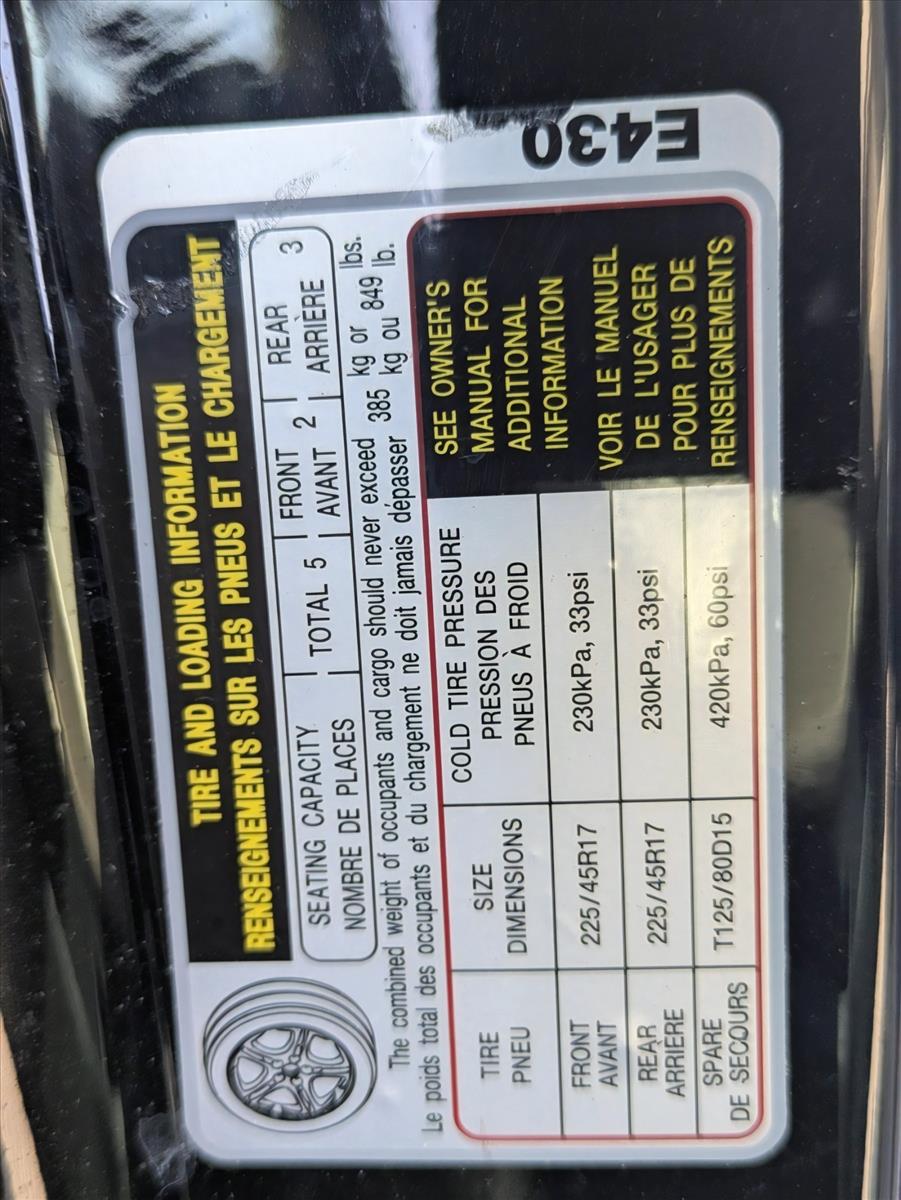 TIRE AND LOADING INFORMATION
RENSEIGNEMENTS SUR LES PNEUS ET LE CHARGEMENT
SEATING CAPACITY | TOTAL 5 | FRONT 2 | REAR 3
NOMBRE DE PLACES | AVANT | ARRIÈRE
The combined weight of occupants and cargo should never exceed 385 kg or 849 lbs.
Le poids total des occupants et du chargement ne doit jamais dépasser kg ou lb.
TIRE SIZE COLD TIRE PRESSURE
PNEU DIMENSIONS PRESSION DES
PNEUS À FROID
FRONT 225/45R17 230kPa, 33psi
AVANT
REAR 225/45R17 230kPa, 33psi
ARRIÈRE
SPARE T125/80D15 420kPa, 60psi
DE SECOURS
SEE OWNER'S
MANUAL FOR
ADDITIONAL
INFORMATION
VOIR LE MANUEL
DE L'USAGER
POUR PLUS DE
RENSEIGNEMENTS
E430